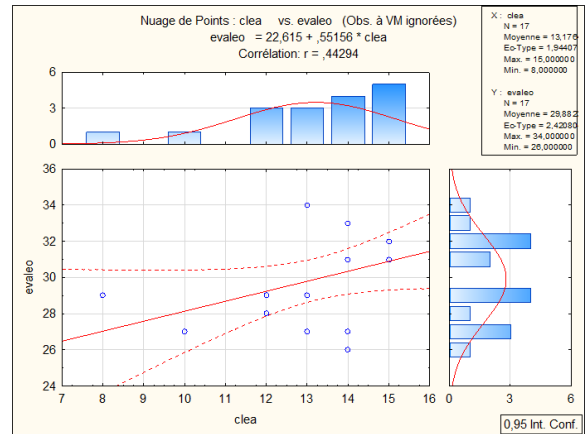 Nuage de Points : clea vs. evaleo (Obs. à VM ignorées)
evaleo = 22,615 + ,55156 * clea
Corrélation: r = ,44294
X : clea
N = 17
Moyenne = 13,176
Ec-Type = 1,94407
Max. = 15,000000
Min. = 8,000000
Y : evaleo
N = 17
Moyenne = 29,882
Ec-Type = 2,42080
Max. = 34,000000
Min. = 26,000000
6
3
0
36
34
32
30
28
26
24
evaleo
7 8 9 10 11 12 13 14 15 16
clea
0 3 6
0,95 Int. Conf.